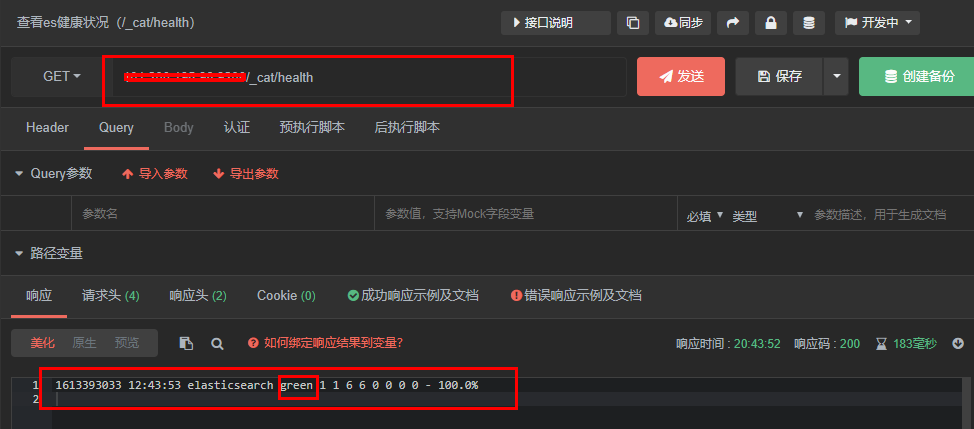 查看es健康状况（/_cat/health）
接口说明
同步
开发中
GET
/_cat/health
发送
保存
创建备份
Header Query Body 认证 预执行脚本 后执行脚本
Query参数 导入参数 导出参数
参数名 参数值，支持Mock字段变量 必填 类型 参数描述，用于生成文档
路径变量
响应 请求头 (4) 响应头 (2) Cookie (0) 成功响应示例及文档 错误响应示例及文档
美化 原生 预览 如何绑定响应结果到变量? 响应时间 : 20:43:52 响应码 : 200 183毫秒
1 1613393033 12:43:53 elasticsearch green 1 1 6 6 0 0 0 0 - 100.0%
2